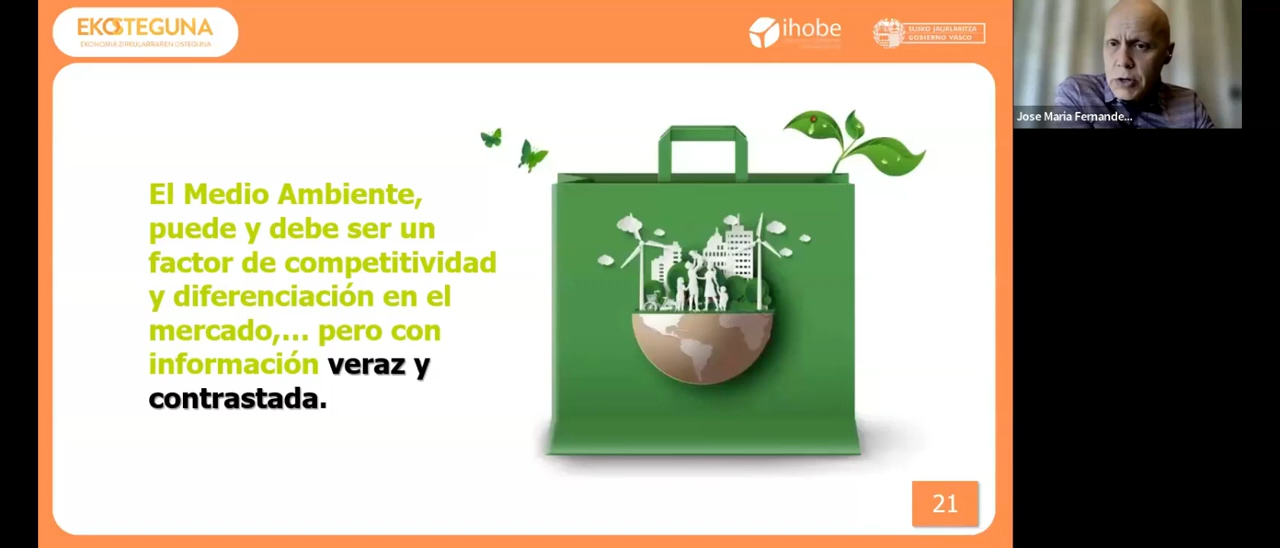 EKOSTEGUNA
EKONOMIA ZIRKULARRAREN OSTEGUNA
ihobe
EUSKO JAURLARITZA
GOBIERNO VASCO
Jose Maria Fernande...
El Medio Ambiente,
puede y debe ser un
factor de competitividad
y diferenciación en el
mercado,... pero con
información veraz y
contrastada.
21